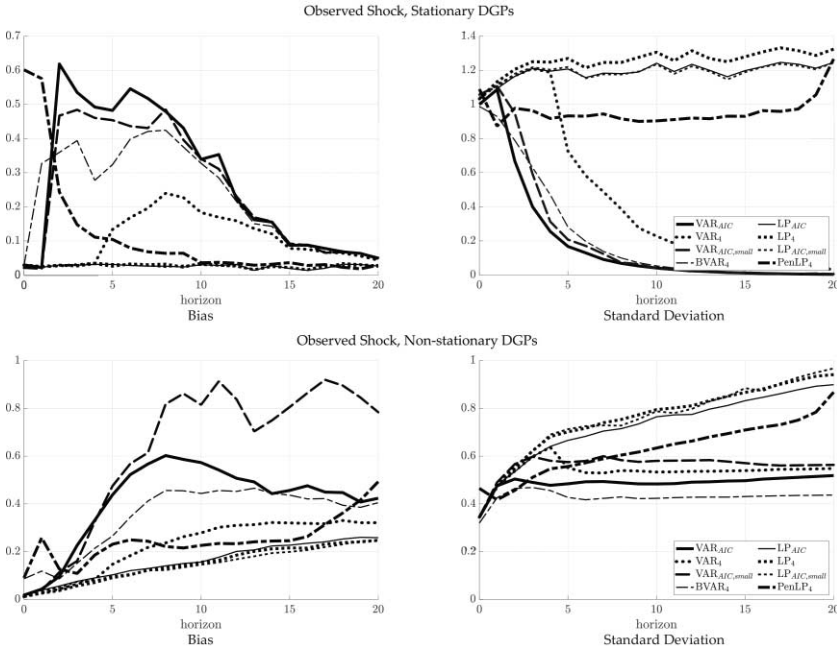 Observed Shock, Stationary DGPs
0.7
0.6
0.5
0.4
0.3
0.2
0.1
0
0 5 10 15 20
horizon
Bias
1.4
1.2
1
0.8
0.6
0.4
0.2
0
VAR_AIC LP_AIC
VAR_4 LP_4
VAR_AIC,small LP_AIC,small
BVAR_4 PenLP_4
0 5 10 15 20
horizon
Standard Deviation
Observed Shock, Non-stationary DGPs
1
0.8
0.6
0.4
0.2
0
0 5 10 15 20
horizon
Bias
1
0.8
0.6
0.4
0.2
0
VAR_AIC LP_AIC
VAR_4 LP_4
VAR_AIC,small LP_AIC,small
BVAR_4 PenLP_4
0 5 10 15 20
horizon
Standard Deviation